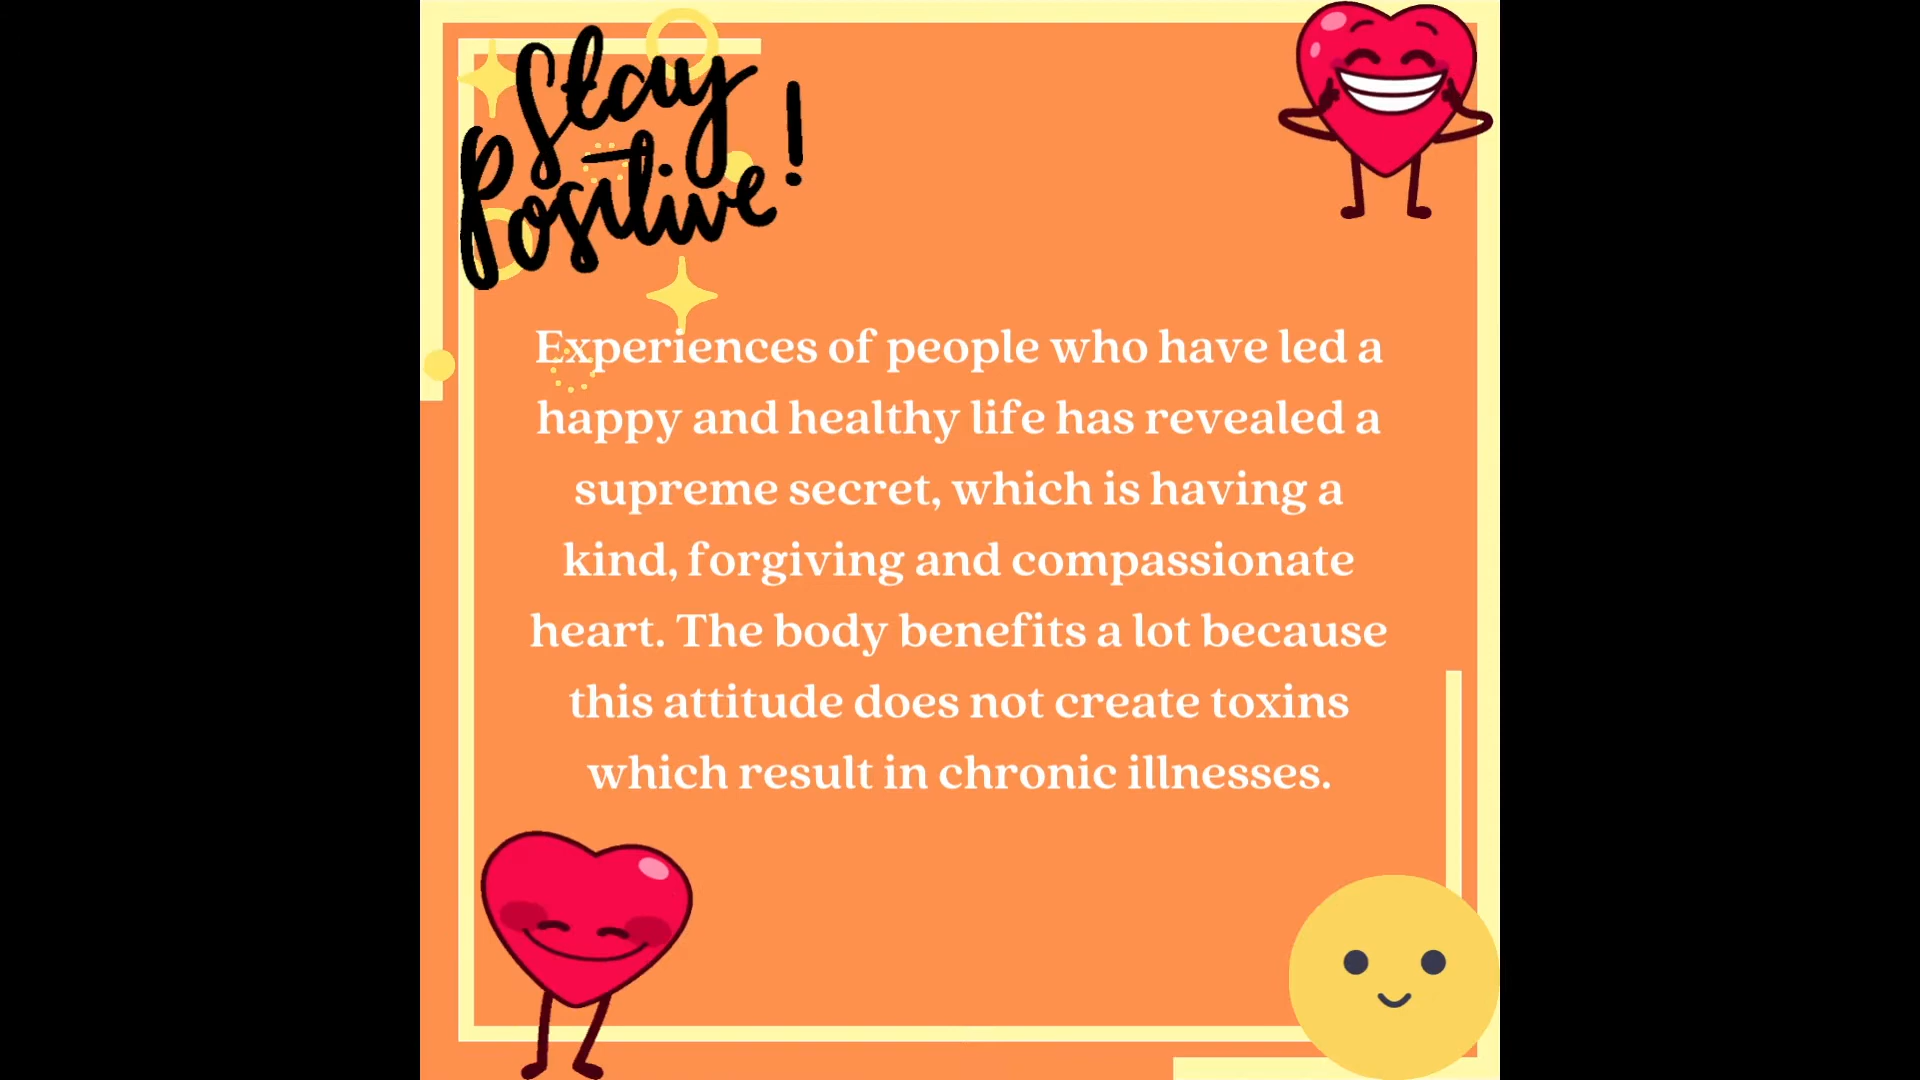 Stay
Positive!
Experiences of people who have led a
happy and healthy life has revealed a
supreme secret, which is having a
kind, forgiving and compassionate
heart. The body benefits a lot because
this attitude does not create toxins
which result in chronic illnesses.